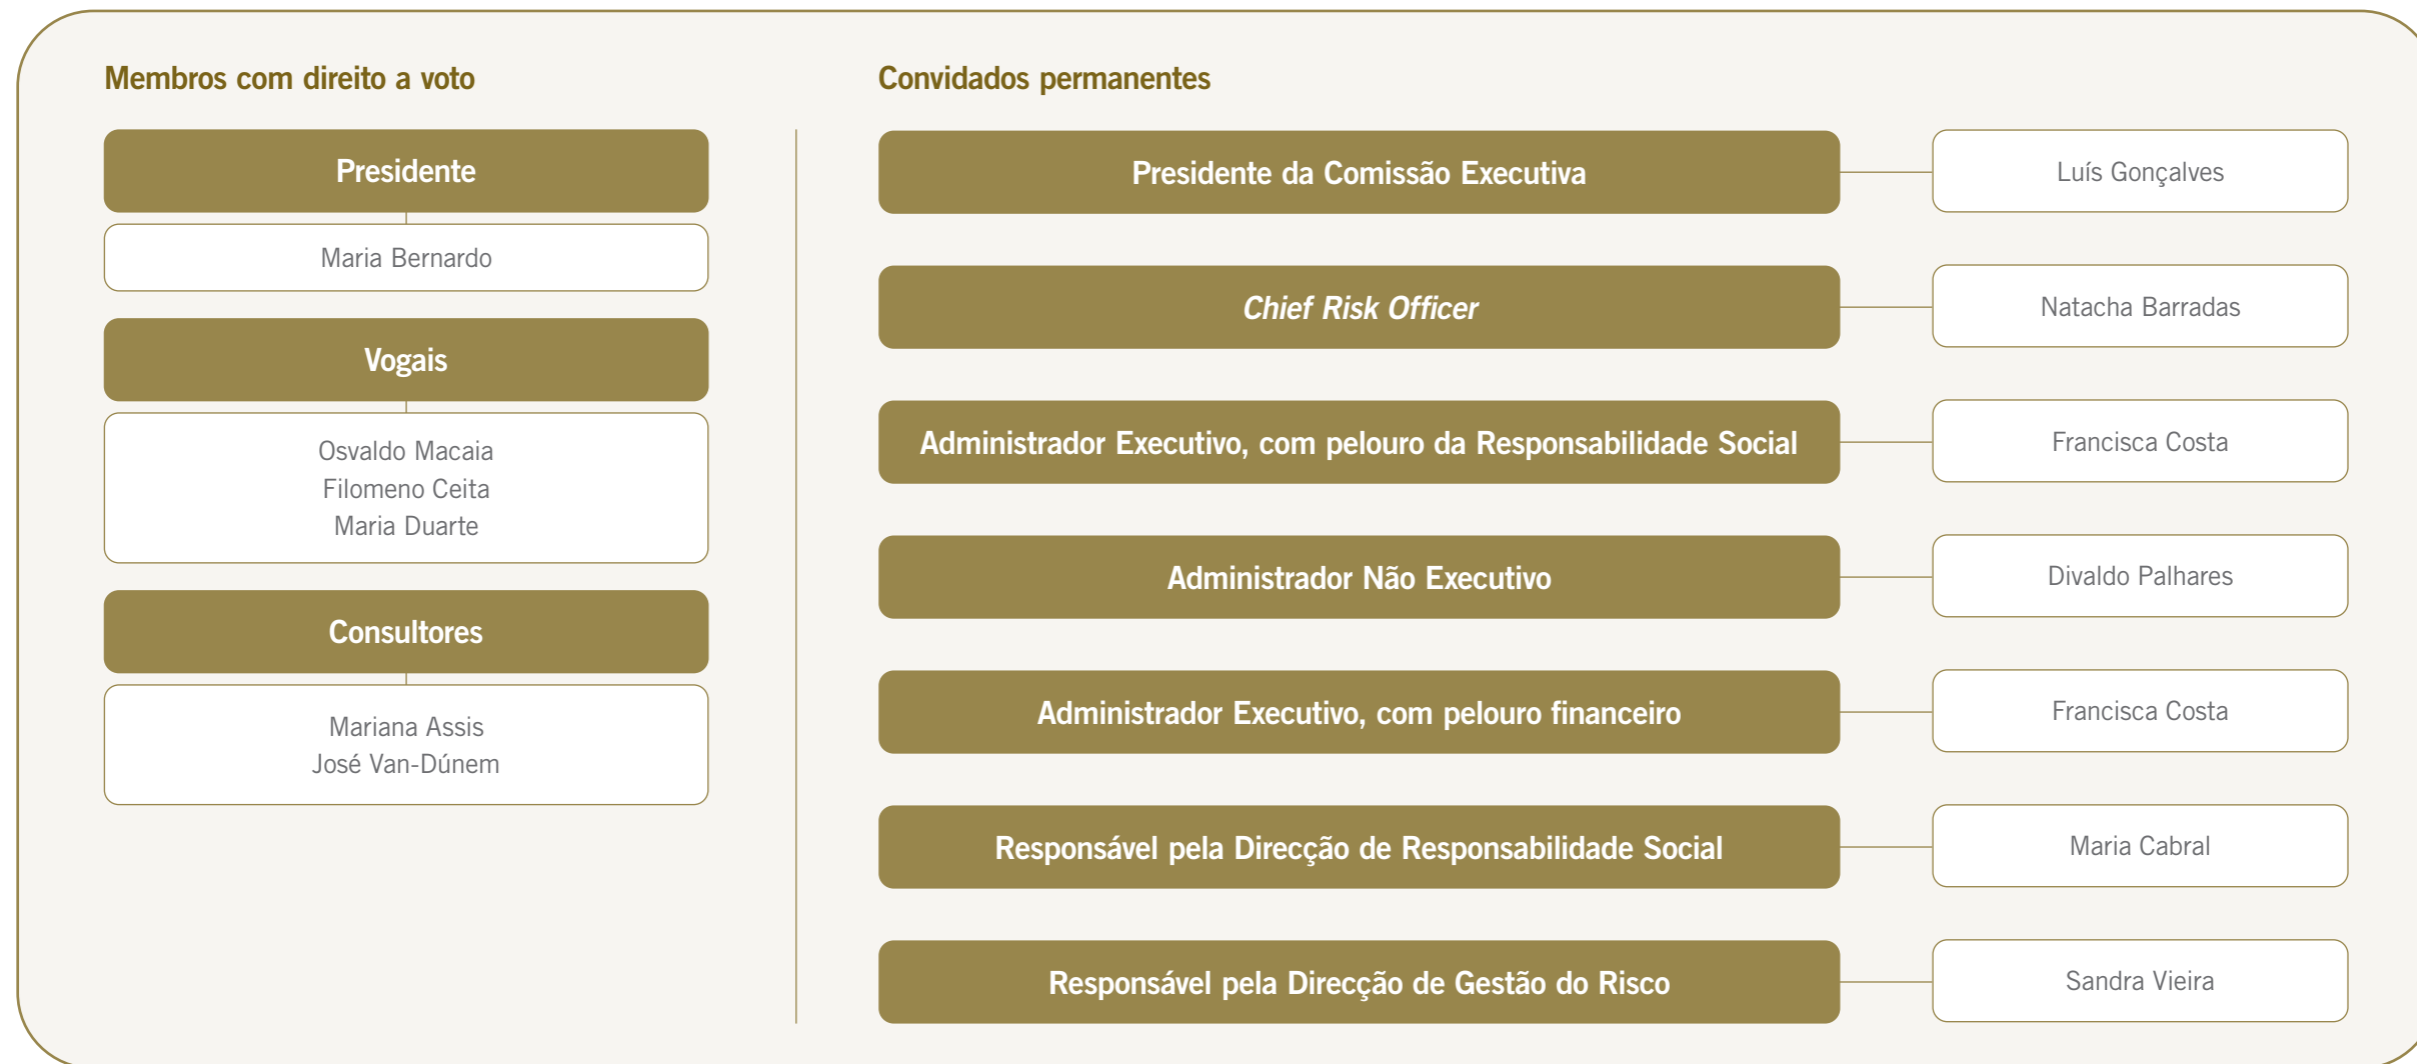 Membros com direito a voto
Presidente
Maria Bernardo
Vogais
Osvaldo Macaia
Filomeno Ceita
Maria Duarte
Consultores
Mariana Assis
José Van-Dúnem
Convidados permanentes
Presidente da Comissão Executiva
Luís Gonçalves
Chief Risk Officer
Natacha Barradas
Administrador Executivo, com pelouro da Responsabilidade Social
Francisca Costa
Administrador Não Executivo
Divaldo Palhares
Administrador Executivo, com pelouro financeiro
Francisca Costa
Responsável pela Direcção de Responsabilidade Social
Maria Cabral
Responsável pela Direcção de Gestão do Risco
Sandra Vieira